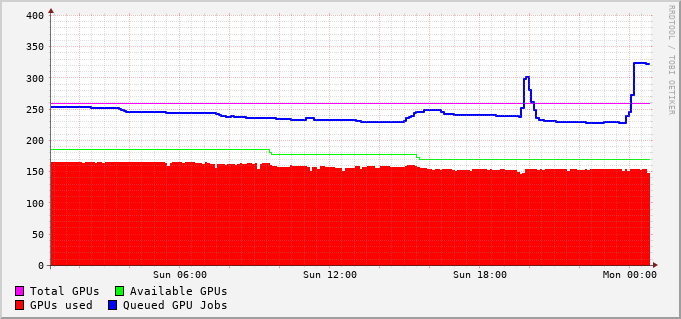 400
350
300
250
200
150
100
50
0
Sun 06:00 Sun 12:00 Sun 18:00 Mon 00:00
Total GPUs Available GPUs
GPUs used Queued GPU Jobs
RRDTOOL / TOBI OETIKER